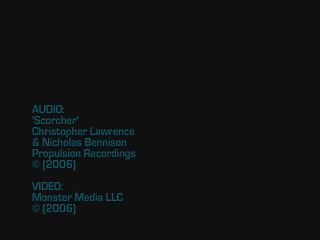 AUDIO:
'Scorcher'
Christopher Lawrence
& Nicholas Bennison
Propulsion Recordings
© (2006)
VIDEO:
Monster Media LLC
© (2006)